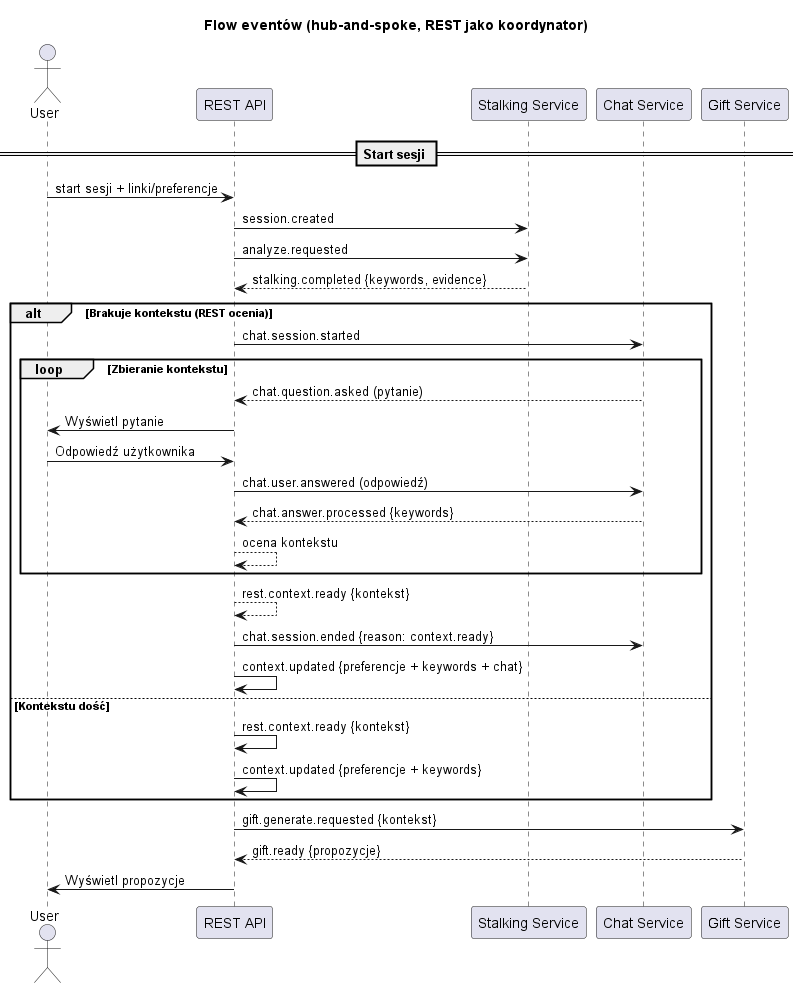 Flow eventów (hub-and-spoke, REST jako koordynator)
User
REST API
Stalking Service
Chat Service
Gift Service
Start sesji
start sesji + linki/preferencje
session.created
analyze.requested
stalking.completed {keywords, evidence}
alt
[Brakuje kontekstu (REST ocenia)]
chat.session.started
loop
[Zbieranie kontekstu]
chat.question.asked (pytanie)
Wyświetl pytanie
Odpowiedź użytkownika
chat.user.answered (odpowiedź)
chat.answer.processed {keywords}
ocena kontekstu
rest.context.ready {kontekst}
chat.session.ended {reason: context.ready}
context.updated {preferencje + keywords + chat}
[Kontekstu dość]
rest.context.ready {kontekst}
context.updated {preferencje + keywords}
gift.generate.requested {kontekst}
gift.ready {propozycje}
Wyświetl propozycje
User
REST API
Stalking Service
Chat Service
Gift Service